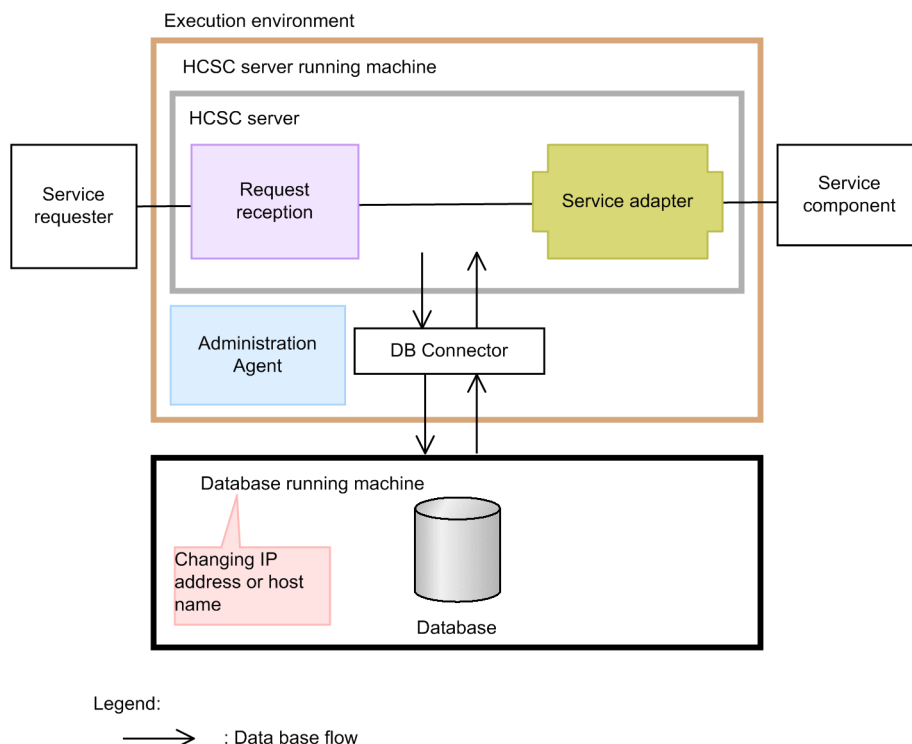 Execution environment
HCSC server running machine
HCSC server
Service
requester
Request
reception
Service adapter
Service
component
Administration
Agent
DB Connector
Database running machine
Changing IP
address or host
name
Database
Legend:
: Data base flow